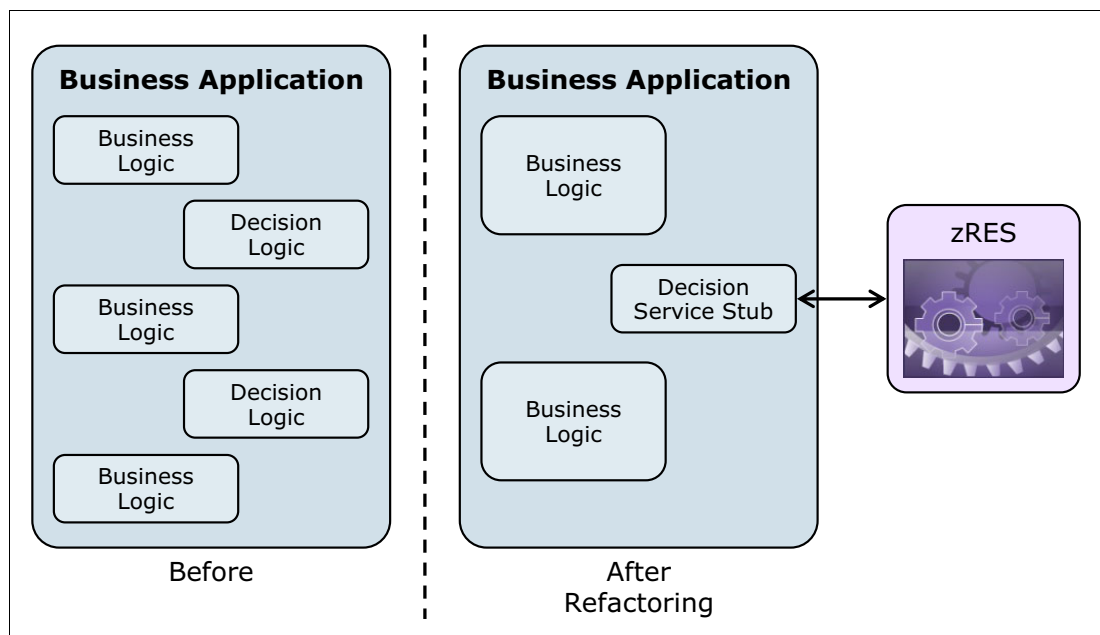 Business Application
Business
Logic
Decision
Logic
Business
Logic
Decision
Logic
Business
Logic
Before
Business Application
Business
Logic
Decision
Service Stub
Business
Logic
After
Refactoring
zRES